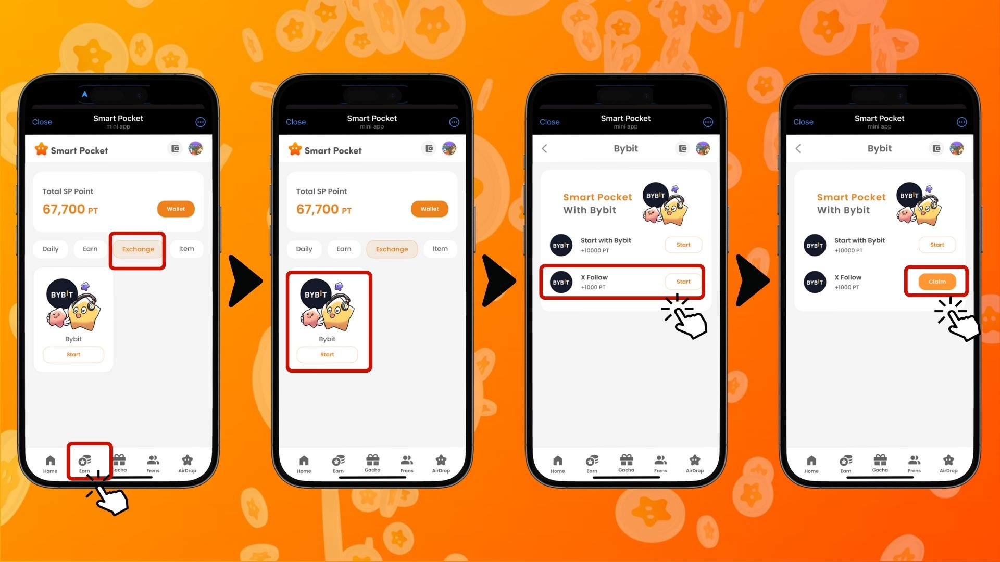 Close
Smart Pocket
mini app
Smart Pocket
Total SP Point
67,700 PT
Wallet
Daily
Earn
Exchange
Item
BYBIT
Bybit
Start
Home
Earn
Gacha
Frens
AirDrop
Close
Smart Pocket
mini app
Smart Pocket
Total SP Point
67,700 PT
Wallet
Daily
Earn
Exchange
Item
BYBIT
Bybit
Start
Home
Earn
Gacha
Frens
AirDrop
Close
Smart Pocket
mini app
Bybit
Smart Pocket
With Bybit
BYBIT
BYBIT
Start with Bybit
+10000 PT
Start
BYBIT
X Follow
+1000 PT
Start
Home
Earn
Gacha
Frens
AirDrop
Close
Smart Pocket
mini app
Bybit
Smart Pocket
With Bybit
BYBIT
BYBIT
Start with Bybit
+10000 PT
Start
BYBIT
X Follow
+1000 PT
Claim
Home
Earn
Gacha
Frens
AirDrop